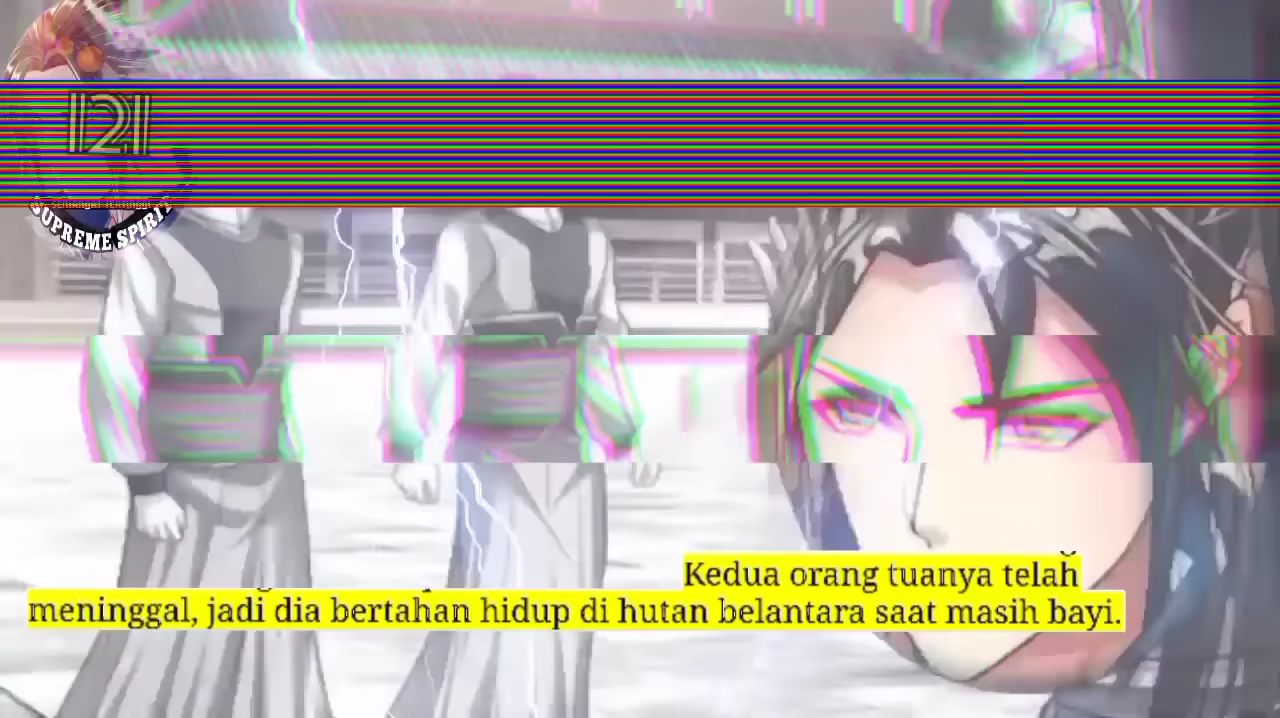 121
SUPREME SPIRIT
Kedua orang tuanya telah
meninggal, jadi dia bertahan hidup di hutan belantara saat masih bayi.